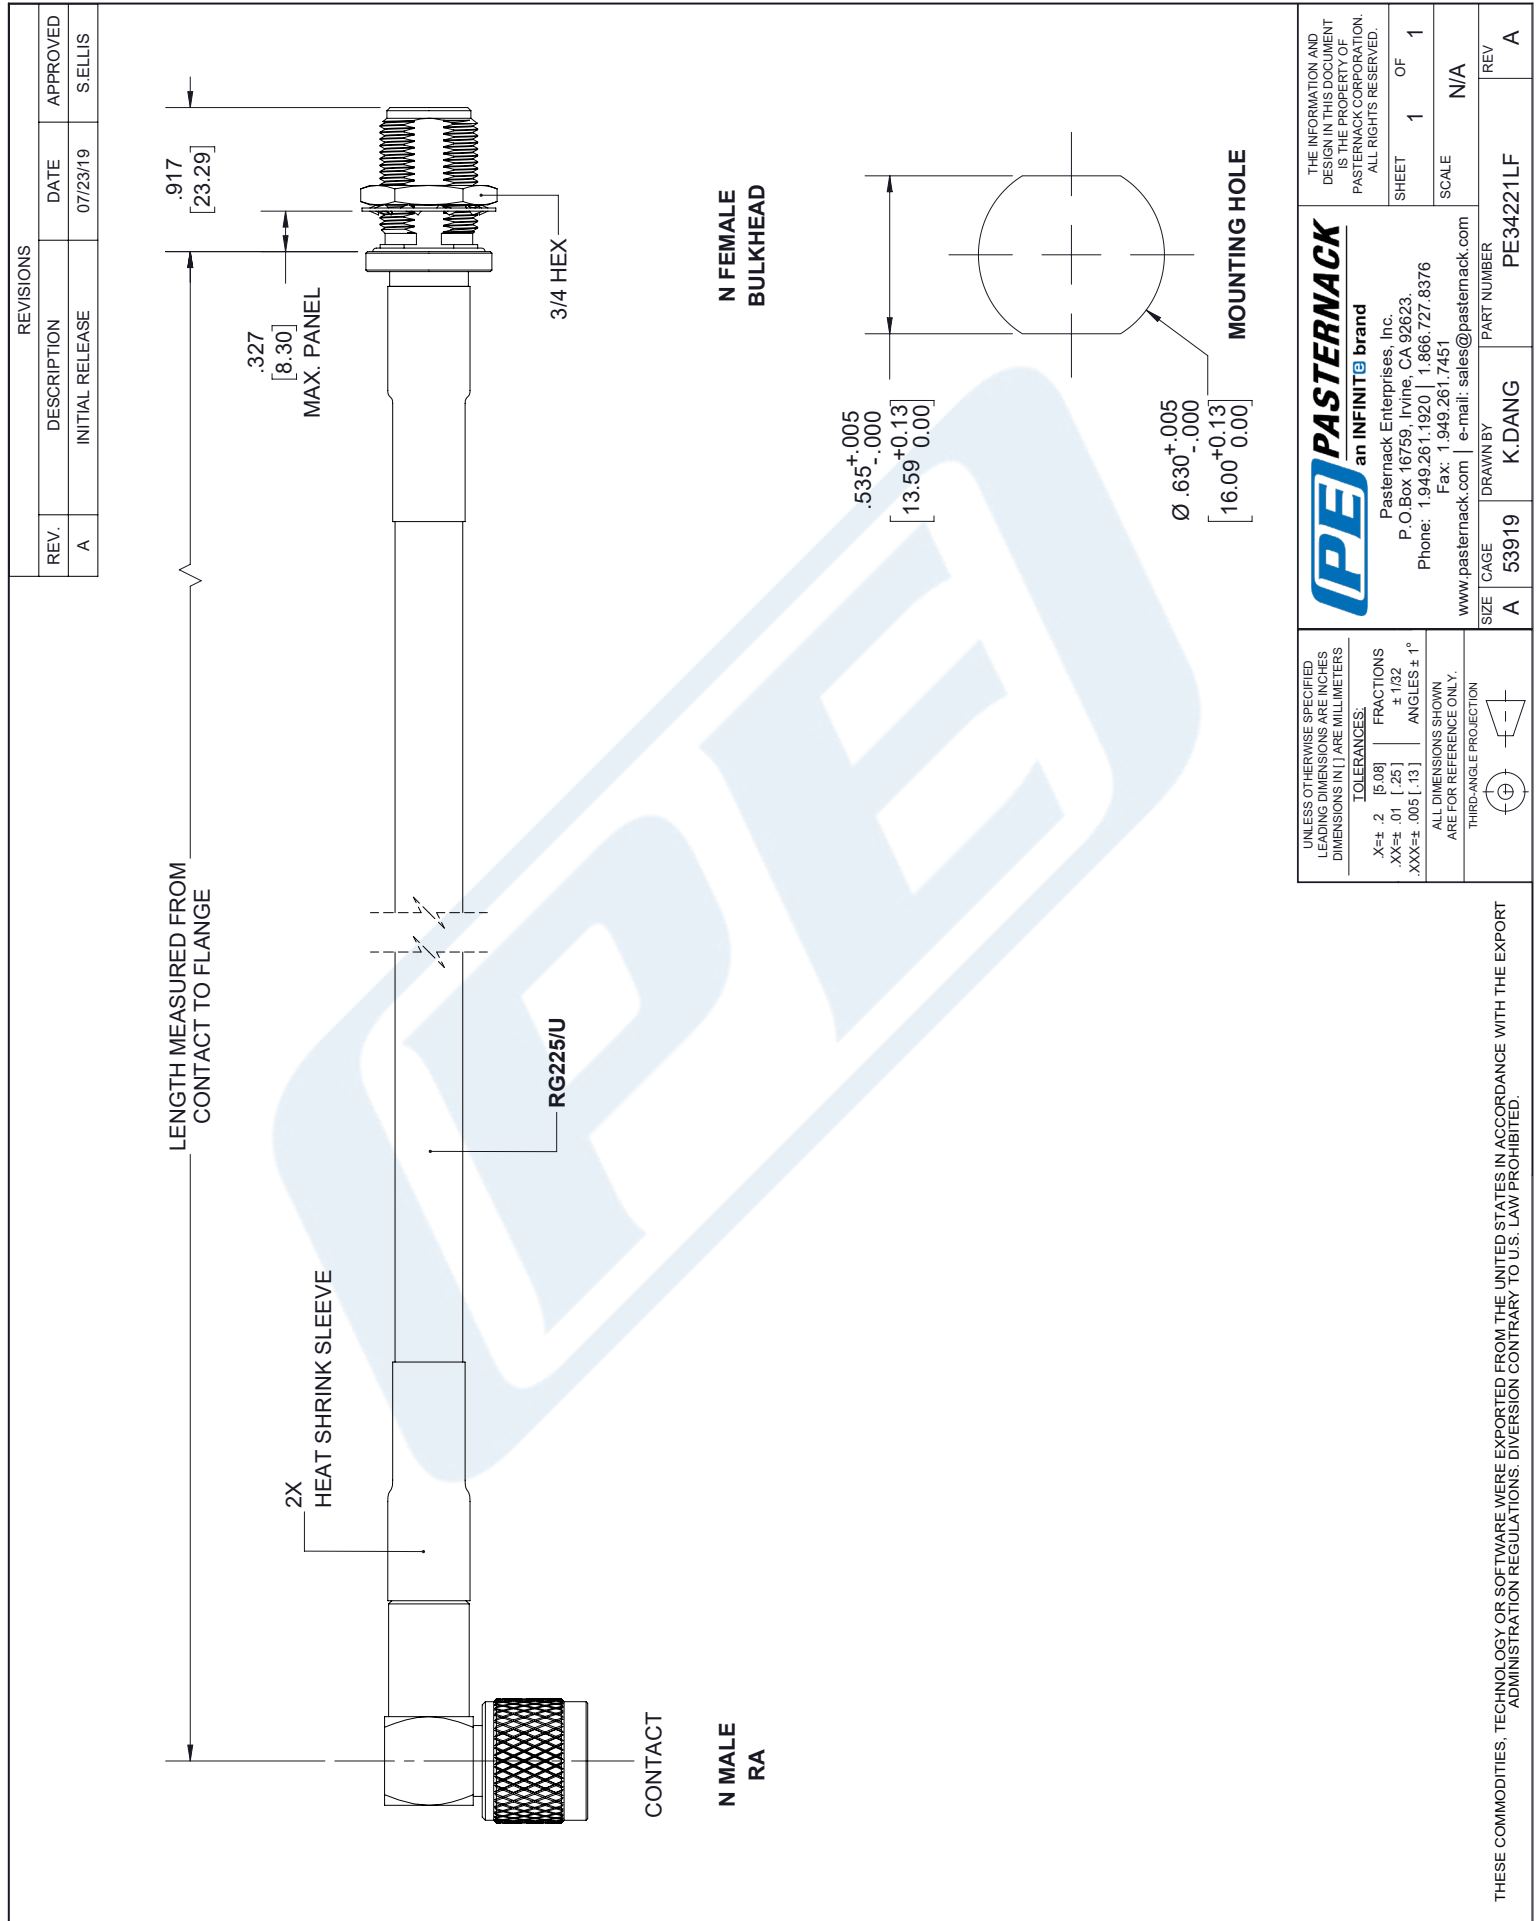 REVISIONS
REV. DESCRIPTION DATE APPROVED
A INITIAL RELEASE 07/23/19 S.ELLIS
LENGTH MEASURED FROM
CONTACT TO FLANGE
.917
[23.29]
.327
[8.30]
MAX. PANEL
2X
HEAT SHRINK SLEEVE
3/4 HEX
RG225/U
CONTACT
N MALE
RA
N FEMALE
BULKHEAD
.535 +.005 -.000
[13.59 +0.13 0.00]
Ø .630 +.005 -.000
[16.00 +0.13 0.00]
MOUNTING HOLE
PE
THESE COMMODITIES, TECHNOLOGY OR SOFTWARE WERE EXPORTED FROM THE UNITED STATES IN ACCORDANCE WITH THE EXPORT
ADMINISTRATION REGULATIONS. DIVERSION CONTRARY TO U.S. LAW PROHIBITED.
UNLESS OTHERWISE SPECIFIED
LEADING DIMENSIONS ARE INCHES
DIMENSIONS IN [ ] ARE MILLIMETERS
TOLERANCES:
.X=± .2 [5.08] FRACTIONS
.XX=± .01 [ .25] ± 1/32
.XXX=± .005 [ .13] ANGLES ± 1°
ALL DIMENSIONS SHOWN
ARE FOR REFERENCE ONLY.
THIRD-ANGLE PROJECTION
PE PASTERNACK
an INFINITe brand
Pasternack Enterprises, Inc.
P.O.Box 16759, Irvine, CA 92623.
Phone: 1.949.261.1920 | 1.866.727.8376
Fax: 1.949.261.7451
www.pasternack.com | e-mail: sales@pasternack.com
THE INFORMATION AND
DESIGN IN THIS DOCUMENT
IS THE PROPERTY OF
PASTERNACK CORPORATION.
ALL RIGHTS RESERVED.
SHEET 1 OF 1
SCALE N/A
SIZE A
CAGE 53919
DRAWN BY K.DANG
PART NUMBER PE34221LF
REV A